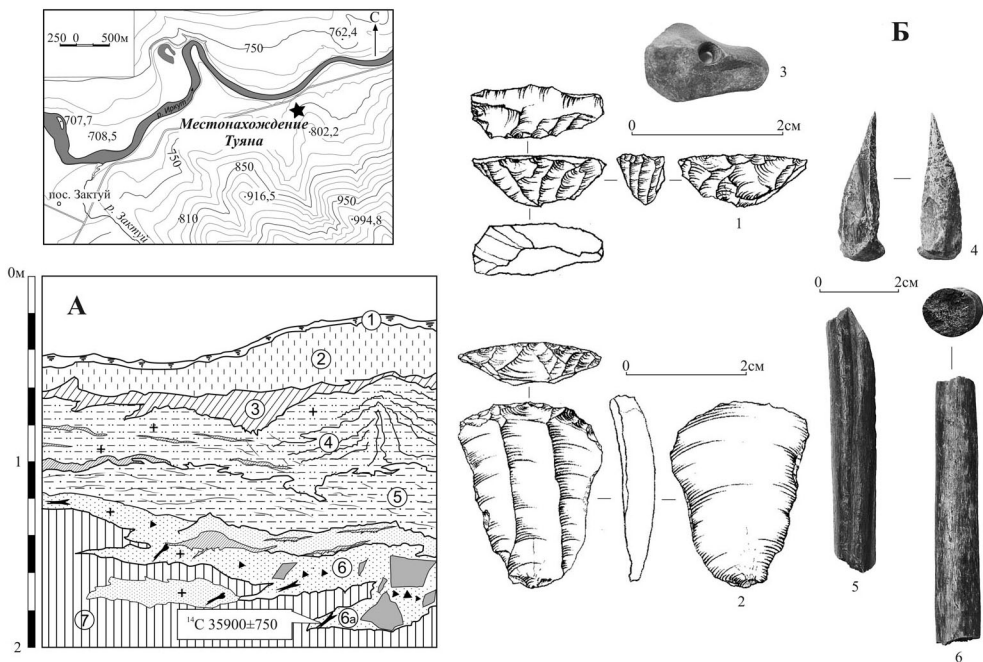 250 0 500м
С
762,4
750
р. Иркут
707,7
708,5
Местонахождение
Туяна
802,2
750
850
пос. Зактуй
916,5
950
р. Зактуй
810
994,8
Б
3
0 2см
1
4
0 2см
0м
А
1
2
3
4
1
5
6
7
6а
¹⁴C 35900±750
2
0 2см
2
5
6